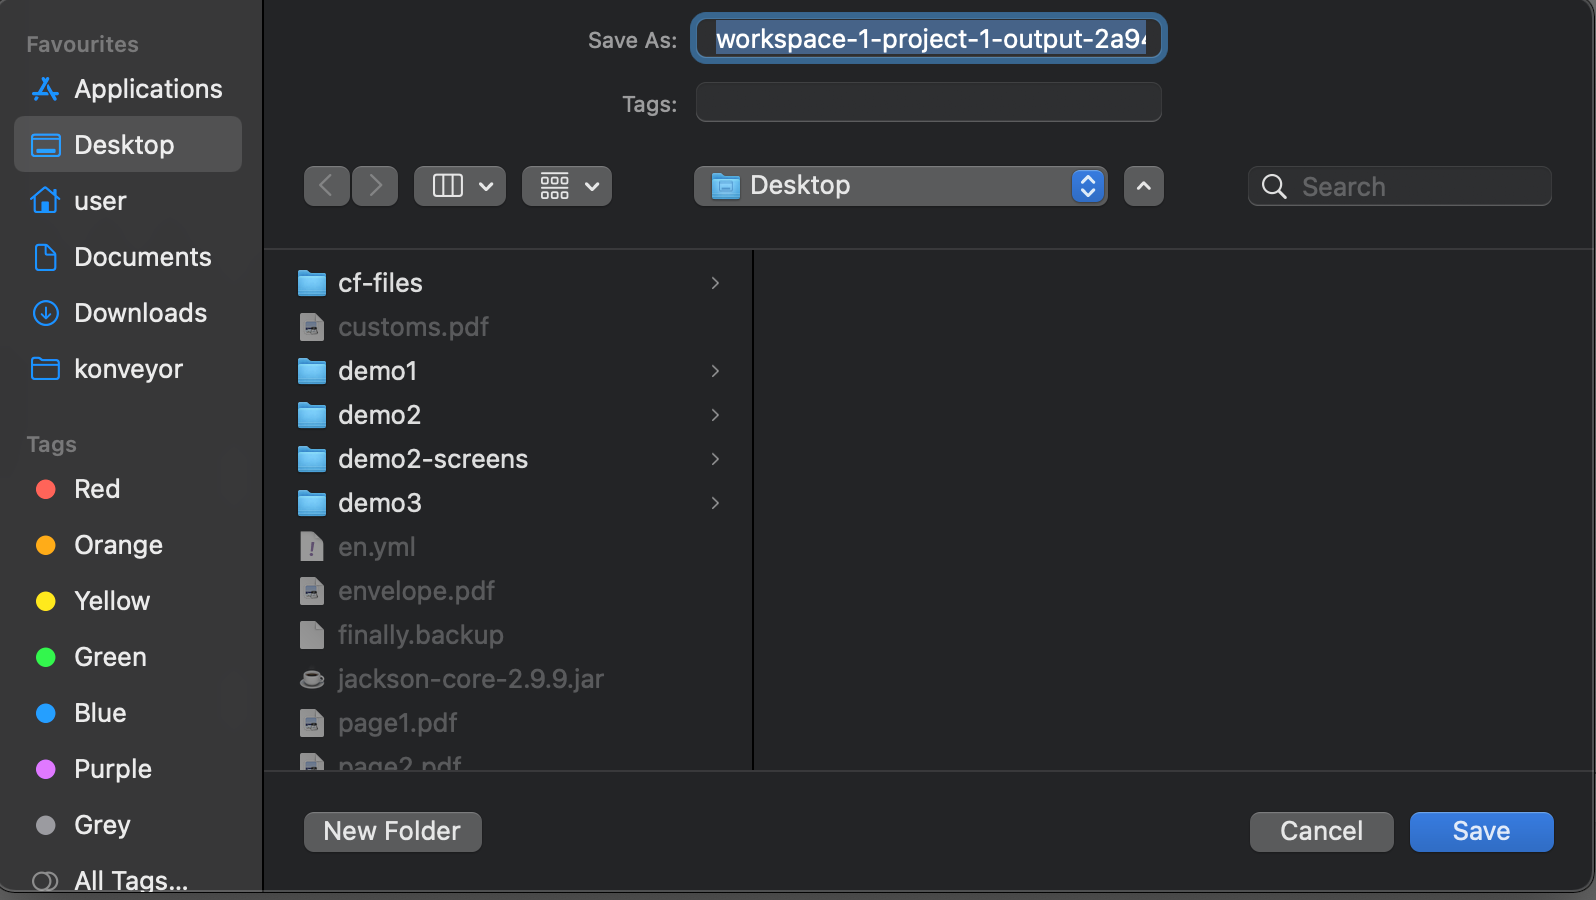 Favourites
Applications
Desktop
user
Documents
Downloads
konveyor
Tags
Red
Orange
Yellow
Green
Blue
Purple
Grey
All Tags...
Save As: workspace-1-project-1-output-2a94
Tags:
Desktop
Search
cf-files
customs.pdf
demo1
demo2
demo2-screens
demo3
en.yml
envelope.pdf
finally.backup
jackson-core-2.9.9.jar
page1.pdf
page2.pdf
New Folder
Cancel
Save